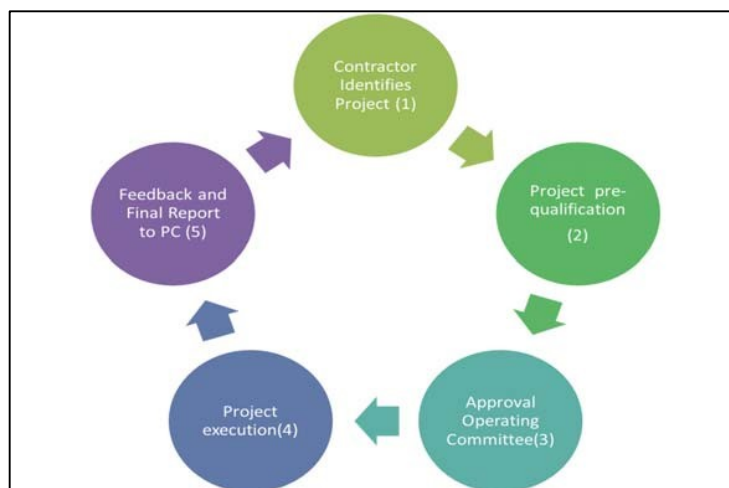 Contractor
Identifies
Project (1)
Project pre-
qualification
(2)
Approval
Operating
Committee(3)
Project
execution(4)
Feedback and
Final Report
to PC (5)